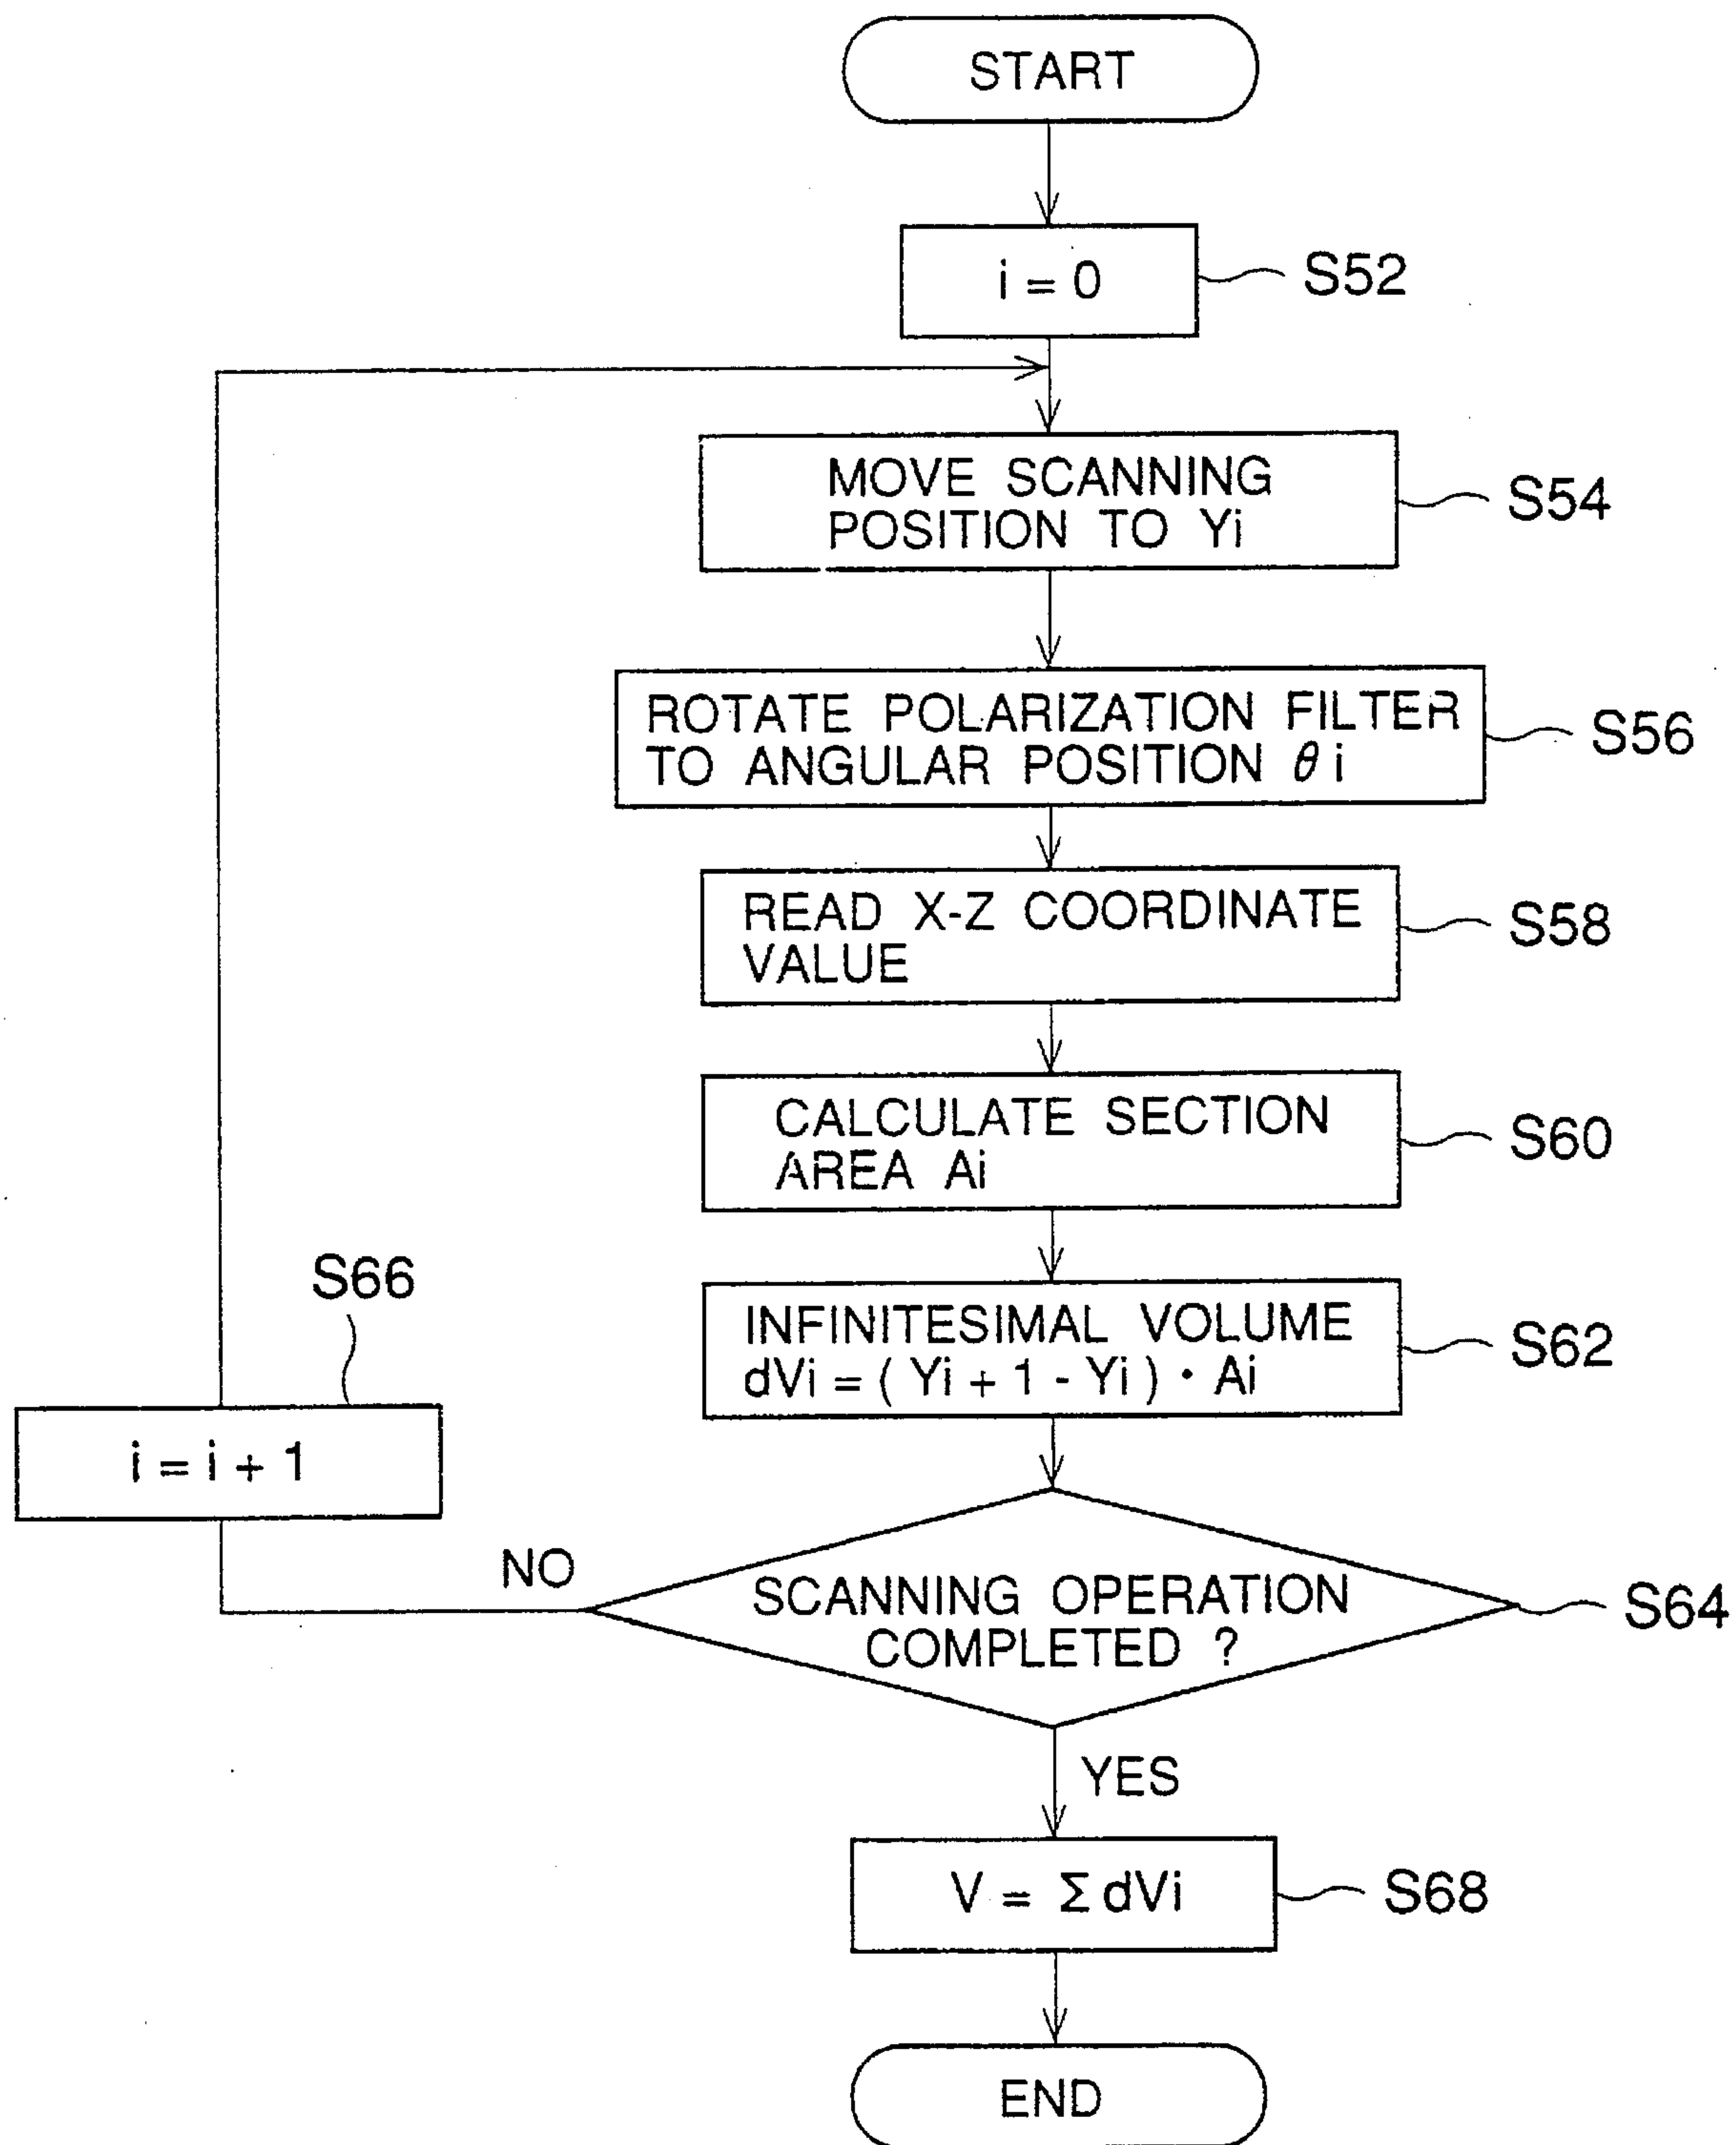 START
i = 0
S52
MOVE SCANNING
POSITION TO Yi
S54
ROTATE POLARIZATION FILTER
TO ANGULAR POSITION θ i
S56
READ X-Z COORDINATE
VALUE
S58
CALCULATE SECTION
AREA Ai
S60
INFINITESIMAL VOLUME
dVi = ( Yi + 1 - Yi ) • Ai
S62
S66
i = i + 1
NO
SCANNING OPERATION
COMPLETED ?
S64
YES
V = Σ dVi
S68
END